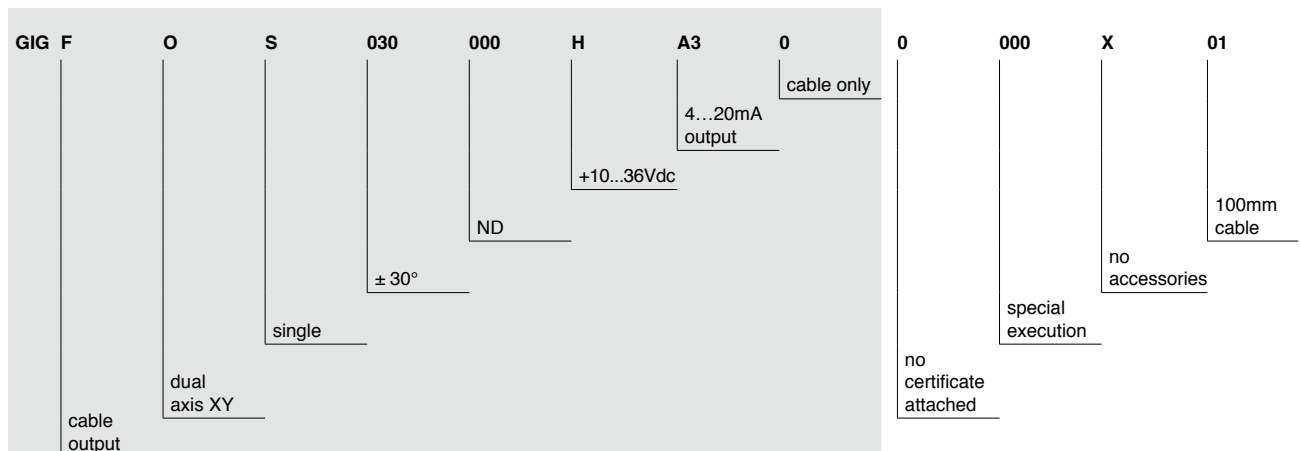 GIG F O S 030 000 H A3 0 0 000 X 01
cable only
4…20mA
output
+10...36Vdc
100mm
cable
ND
no
accessories
± 30°
special
execution
single
no
certificate
attached
dual
axis XY
cable
output